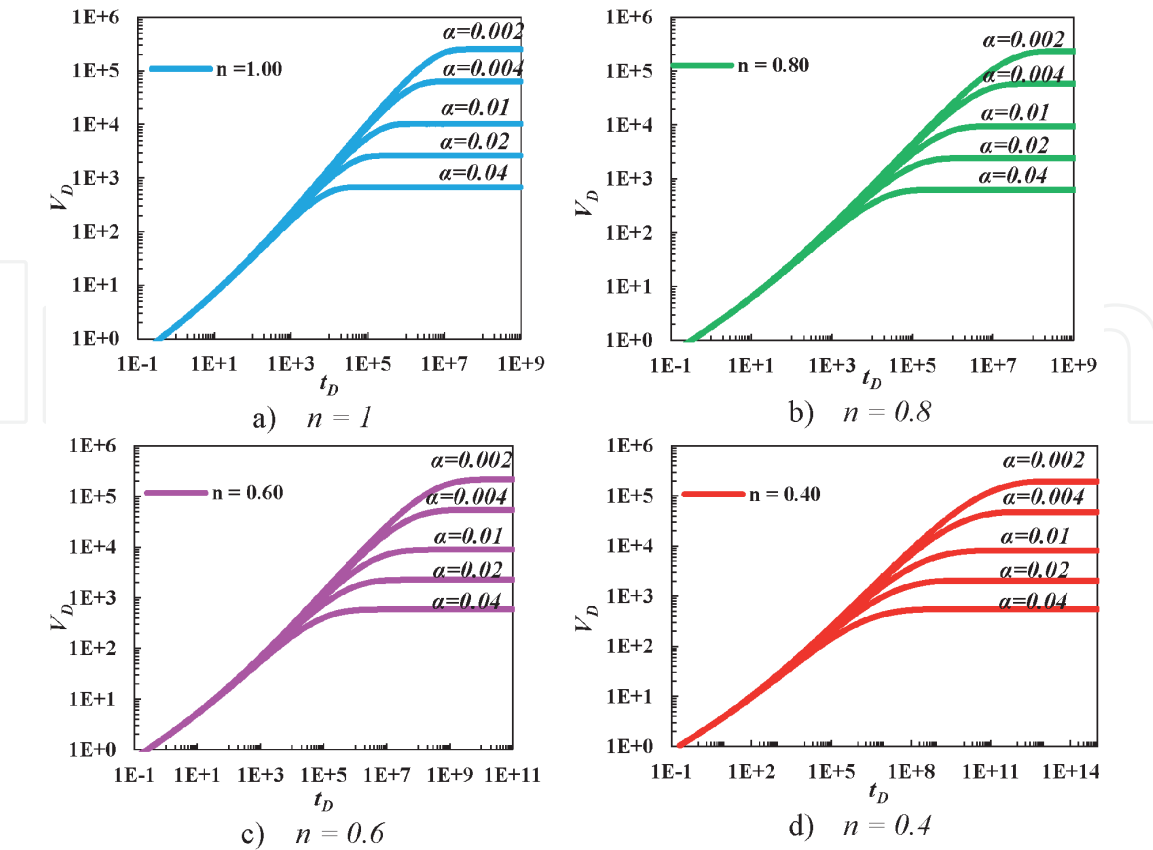 1E+6
1E+5
1E+4
1E+3
1E+2
1E+1
1E+0
V_D
n =1.00
α=0.002
α=0.004
α=0.01
α=0.02
α=0.04
1E-1 1E+1 1E+3 1E+5 1E+7 1E+9
t_D
a) n = 1
1E+6
1E+5
1E+4
1E+3
1E+2
1E+1
1E+0
V_D
n = 0.80
α=0.002
α=0.004
α=0.01
α=0.02
α=0.04
1E-1 1E+1 1E+3 1E+5 1E+7 1E+9
t_D
b) n = 0.8
1E+6
1E+5
1E+4
1E+3
1E+2
1E+1
1E+0
V_D
n = 0.60
α=0.002
α=0.004
α=0.01
α=0.02
α=0.04
1E-1 1E+1 1E+3 1E+5 1E+7 1E+9 1E+11
t_D
c) n = 0.6
1E+6
1E+5
1E+4
1E+3
1E+2
1E+1
1E+0
V_D
n = 0.40
α=0.002
α=0.004
α=0.01
α=0.02
α=0.04
1E-1 1E+2 1E+5 1E+8 1E+11 1E+14
t_D
d) n = 0.4